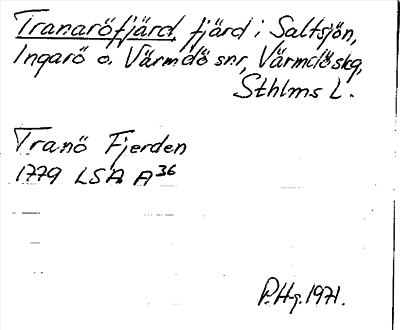 Tranaröfjärd, fjärd i Saltsjön,
Ingarö o. Värmdö snr, Värmdö skg,
Sthlms L.
Tranö Fjerden
1779 LSA A36
P.Hg. 1971.